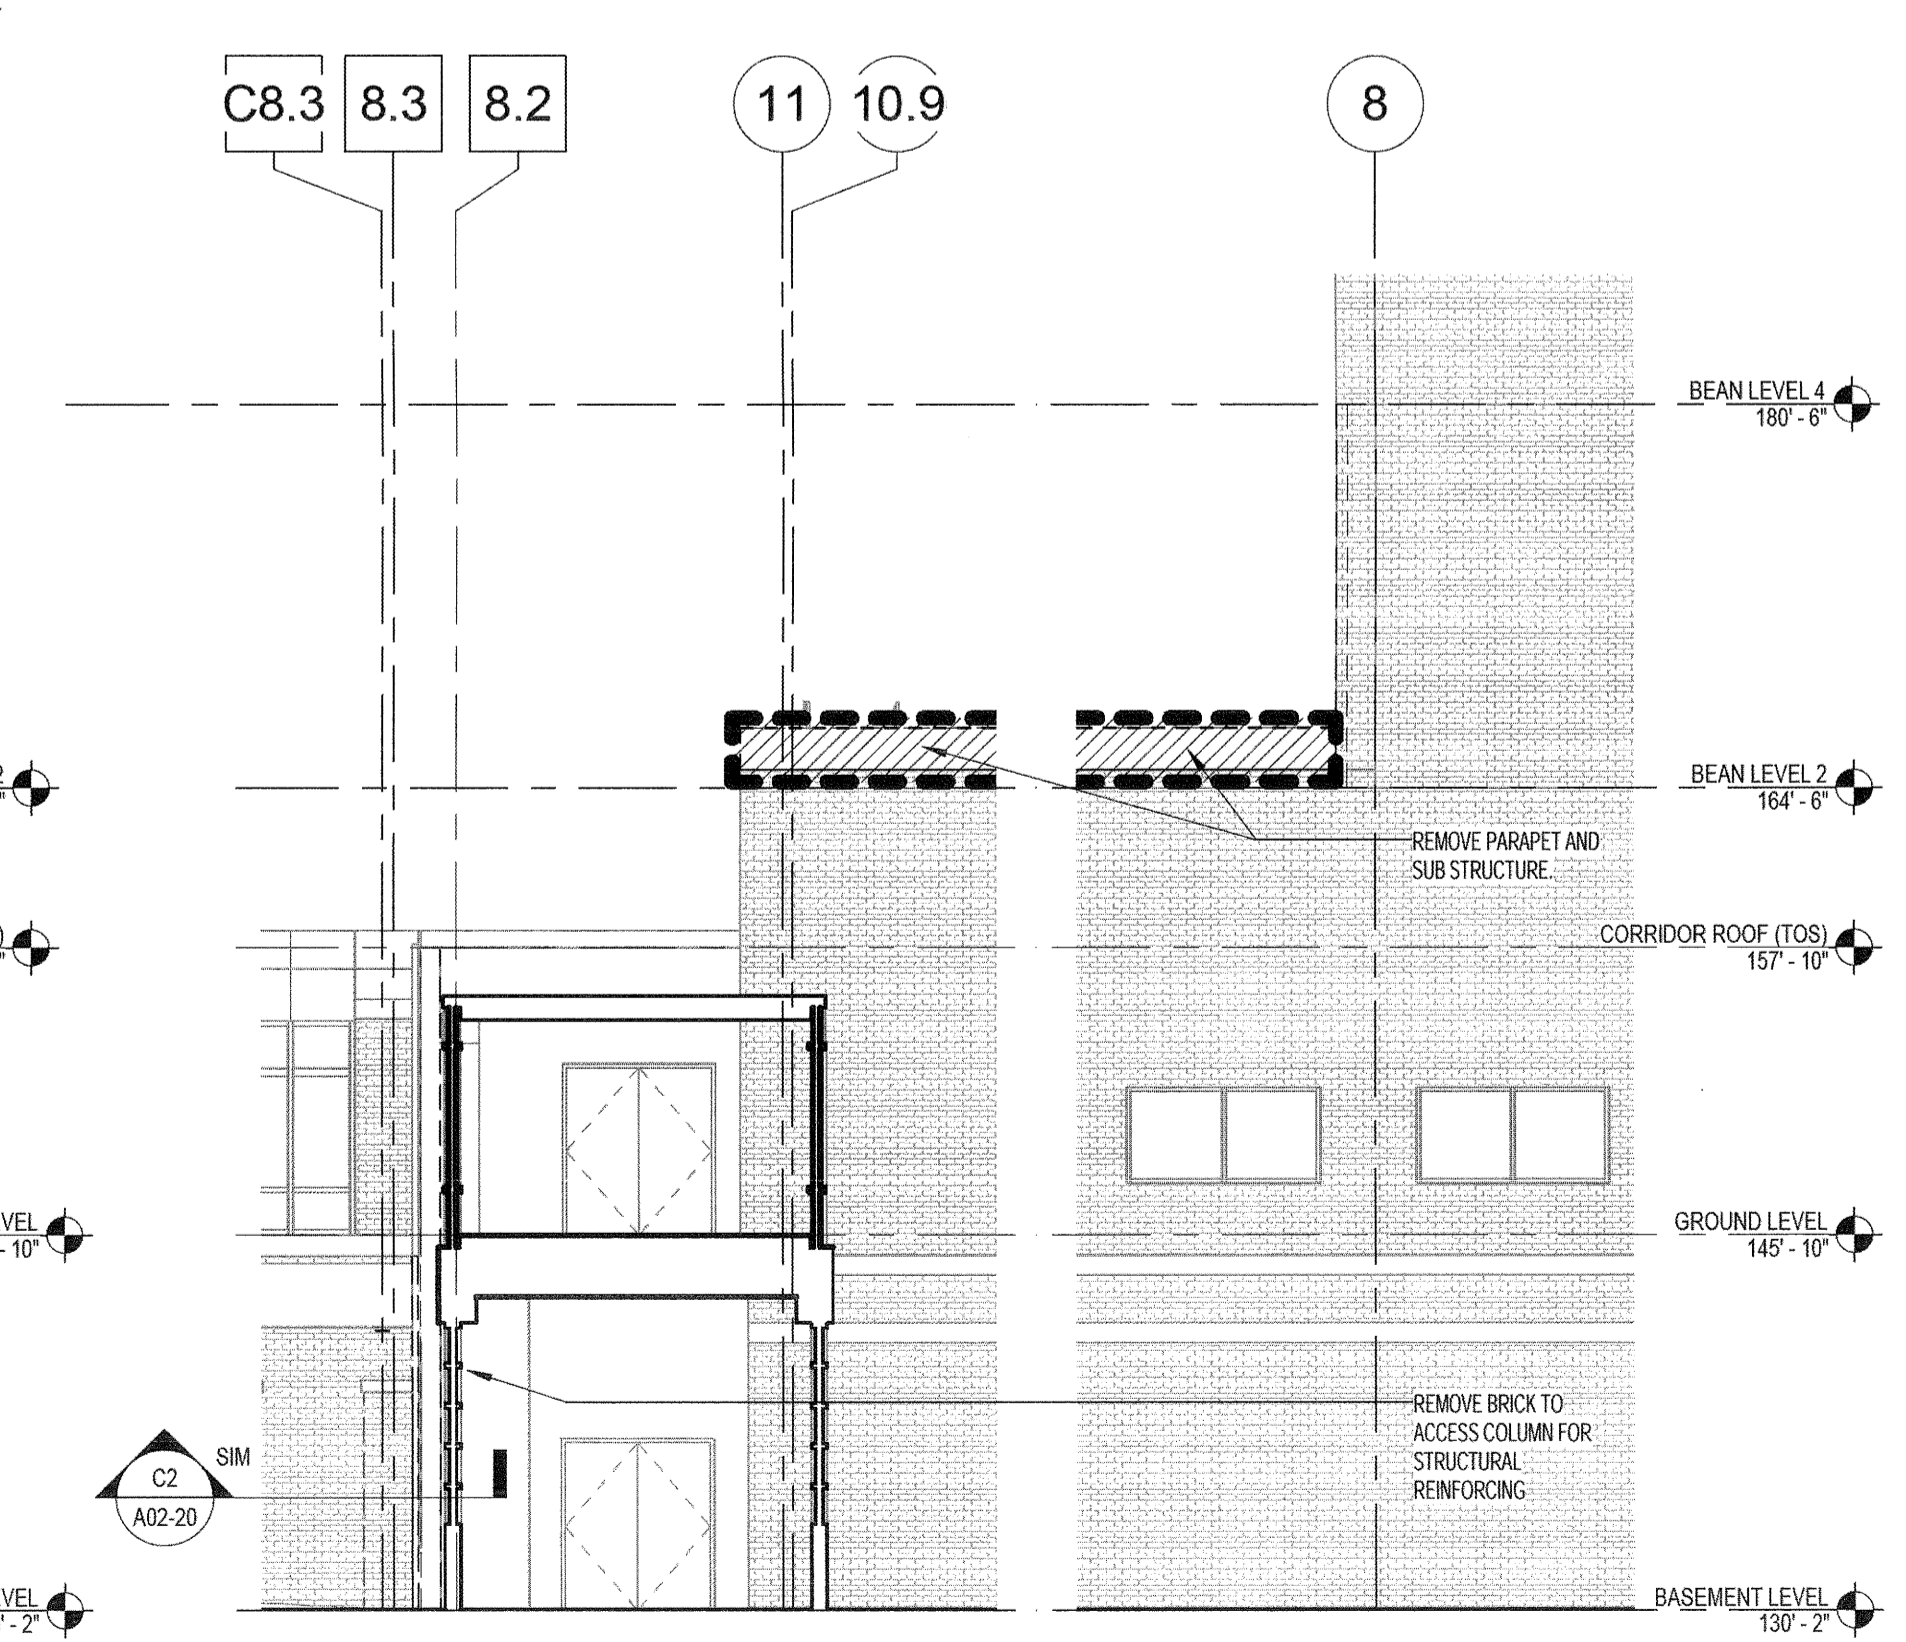 C8.3
8.3
8.2
11
10.9
8
BEAN LEVEL 4
180' - 6"
2
"
BEAN LEVEL 2
164' - 6"
REMOVE PARAPET AND
SUB STRUCTURE.
)
"
CORRIDOR ROOF (TOS)
157' - 10"
VEL
- 10"
GROUND LEVEL
145' - 10"
REMOVE BRICK TO
ACCESS COLUMN FOR
STRUCTURAL
REINFORCING
SIM
C2
A02-20
VEL
' - 2"
BASEMENT LEVEL
130' - 2"